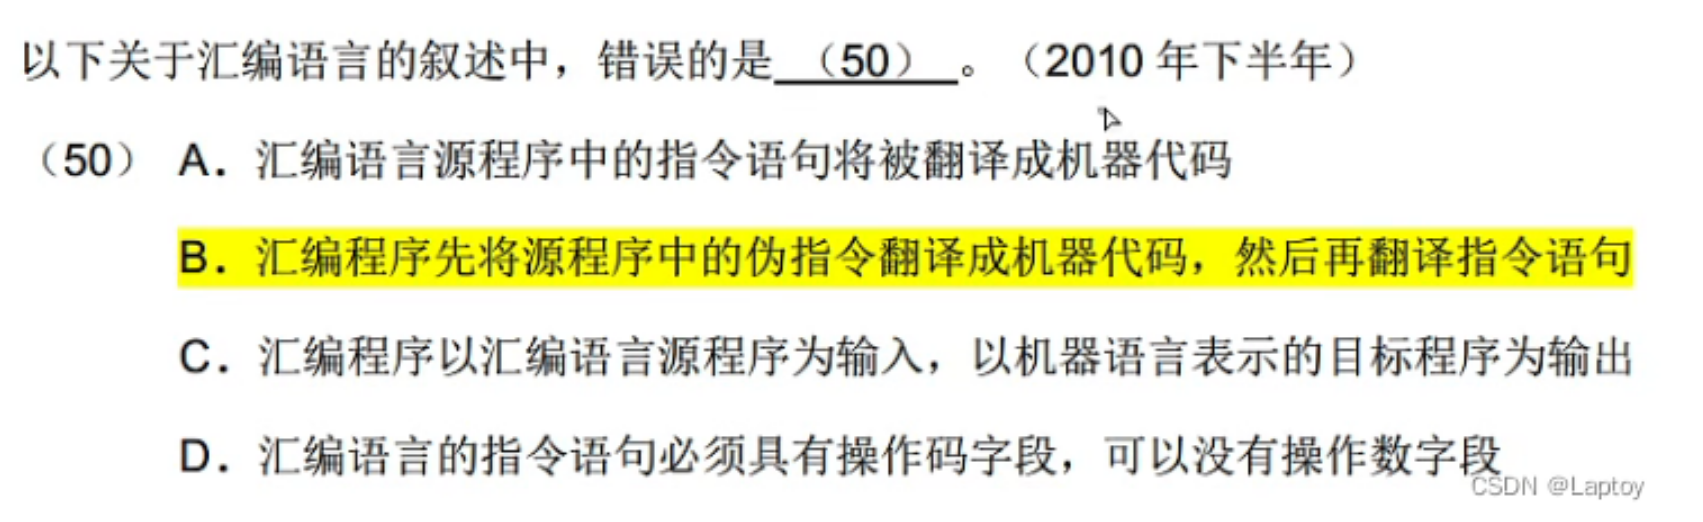 以下关于汇编语言的叙述中，错误的是 （50） 。（2010 年下半年）
（50） A．汇编语言源程序中的指令语句将被翻译成机器代码
B．汇编程序先将源程序中的伪指令翻译成机器代码，然后再翻译指令语句
C．汇编程序以汇编语言源程序为输入，以机器语言表示的目标程序为输出
D．汇编语言的指令语句必须具有操作码字段，可以没有操作数字段
CSDN @Laptoy